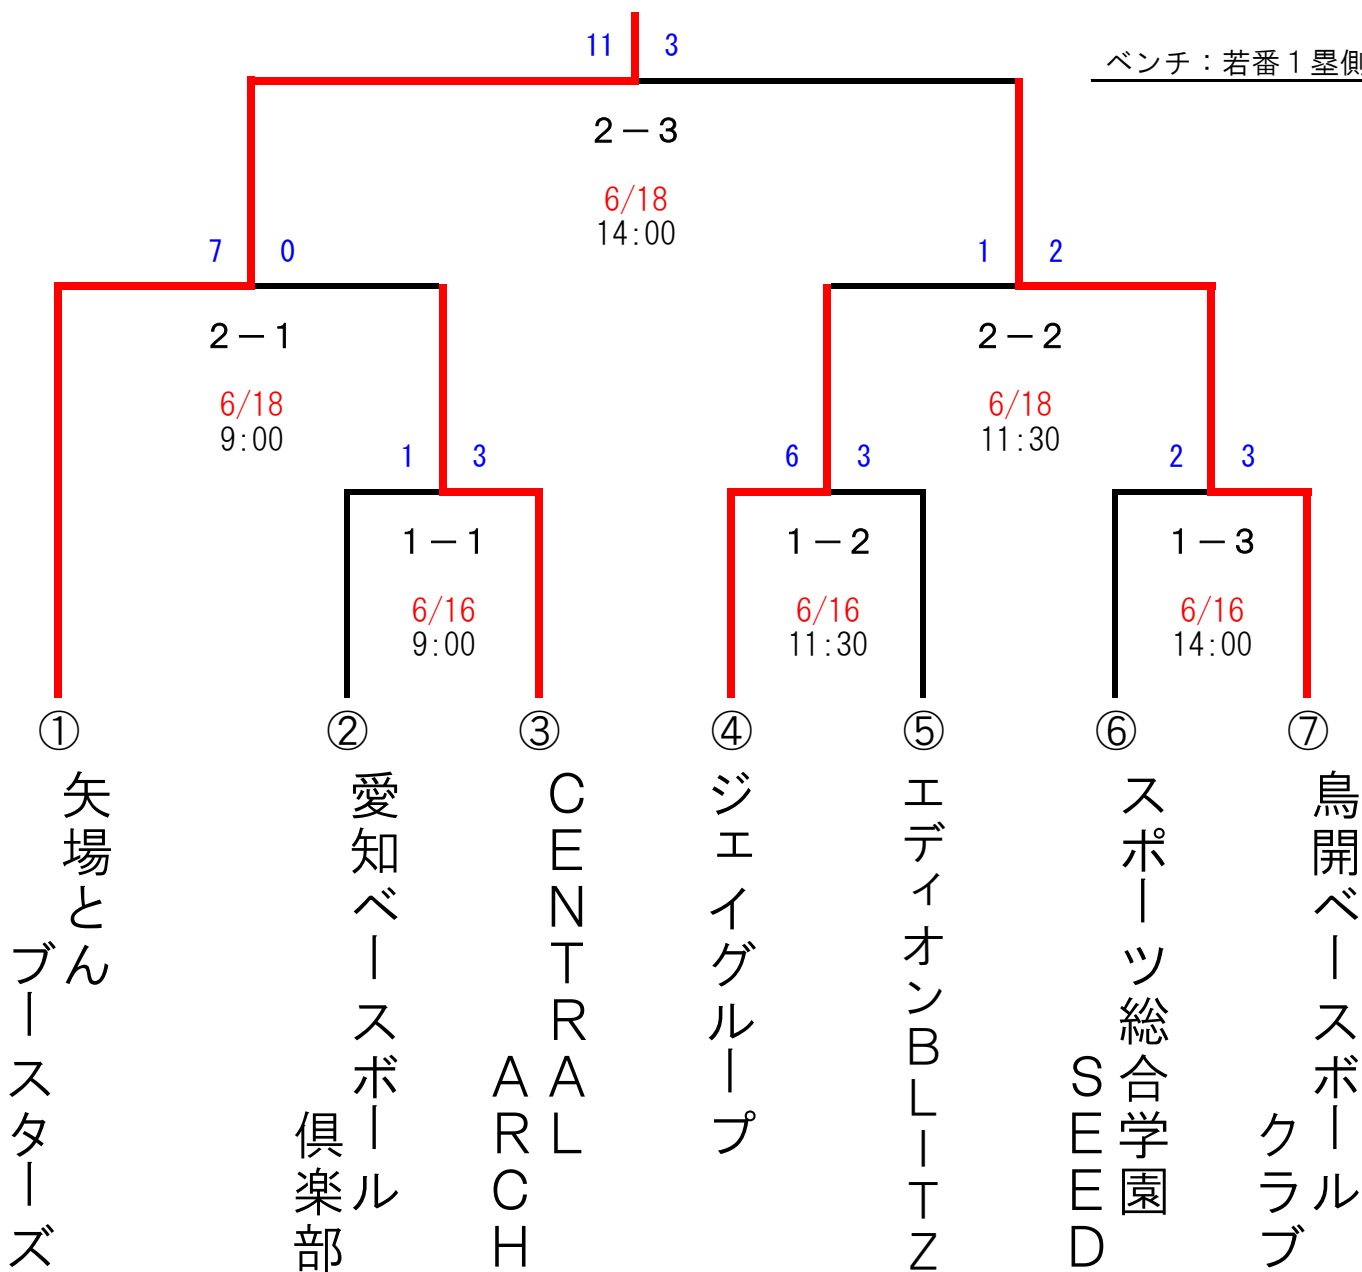 11 3
ベンチ：若番１塁側
２－３
6/18
14:00
7 0
1 2
２－１
２－２
6/18
9:00
6/18
11:30
1 3
6 3
2 3
１－１
１－２
１－３
6/16
9:00
6/16
11:30
6/16
14:00
①
②
③
④
⑤
⑥
⑦
矢場とん
ブースターズ
愛知ベースボール
倶楽部
ＣＥＮＴＲＡＬ
ＡＲＣＨ
ジェイグループ
エディオンＢＬＩＴＺ
スポーツ総合学園
ＳＥＥＤ
鳥開ベースボール
クラブ